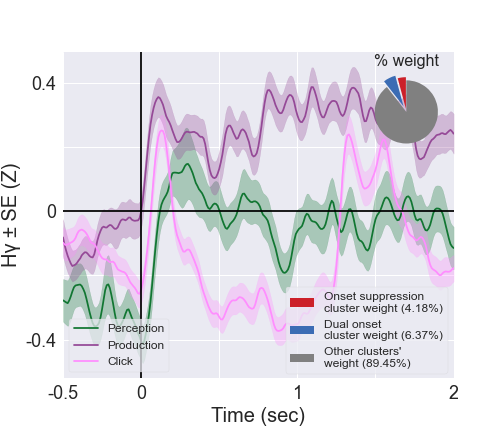 % weight
Hγ ± SE (Z)
0.4
0
-0.4
Perception
Production
Click
Onset suppression
cluster weight (4.18%)
Dual onset
cluster weight (6.37%)
Other clusters'
weight (89.45%)
-0.5
0
1
2
Time (sec)